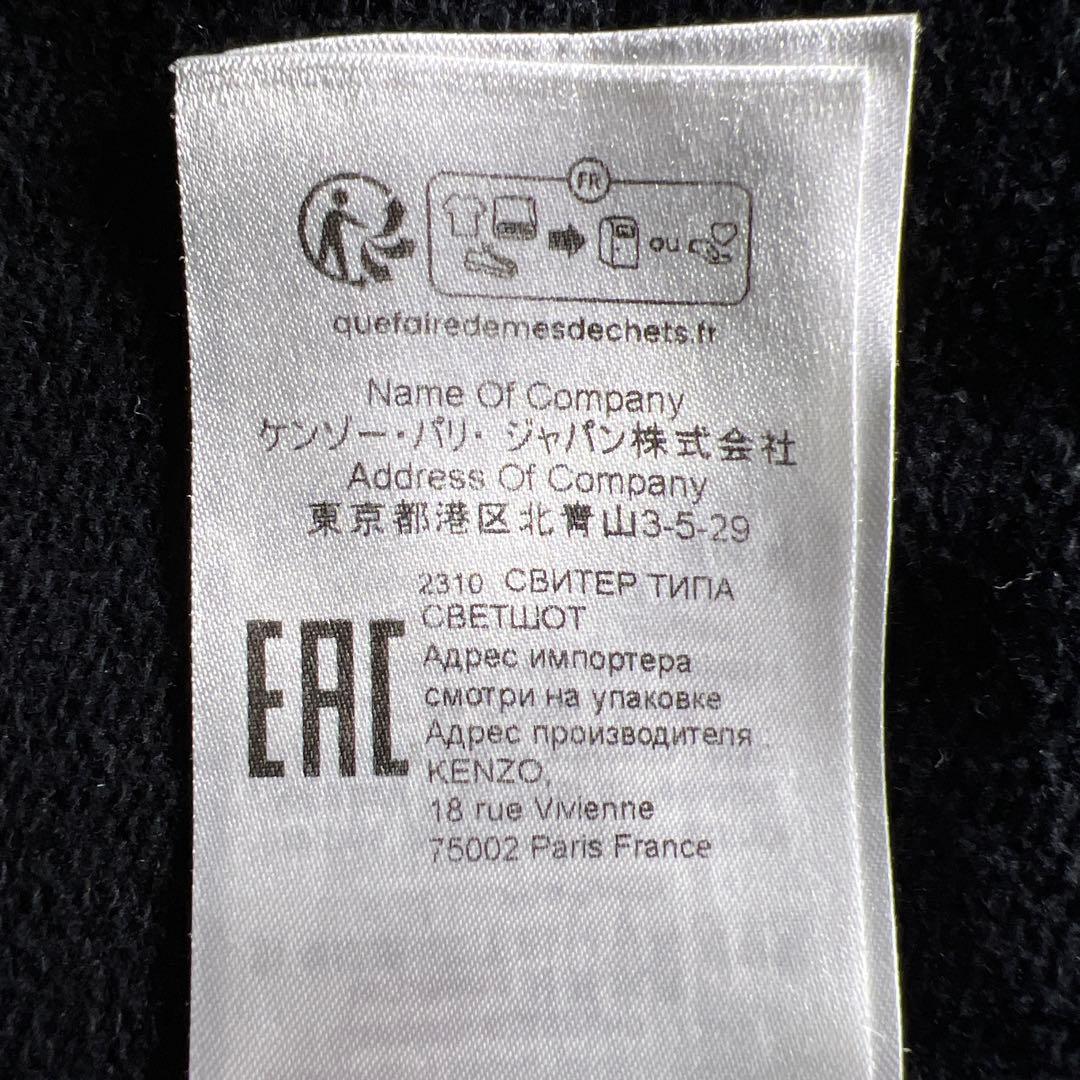 FR
ou
quefairedemesdechets.fr
Name Of Company
ケンゾー・パリ・ジャパン株式会社
Address Of Company
東京都港区北青山3-5-29
2310 СВИТЕР ТИПА
СВЕТШОТ
EAC
Адрес импортера
смотри на упаковке
Адрес производителя
KENZO,
18 rue Vivienne
75002 Paris France